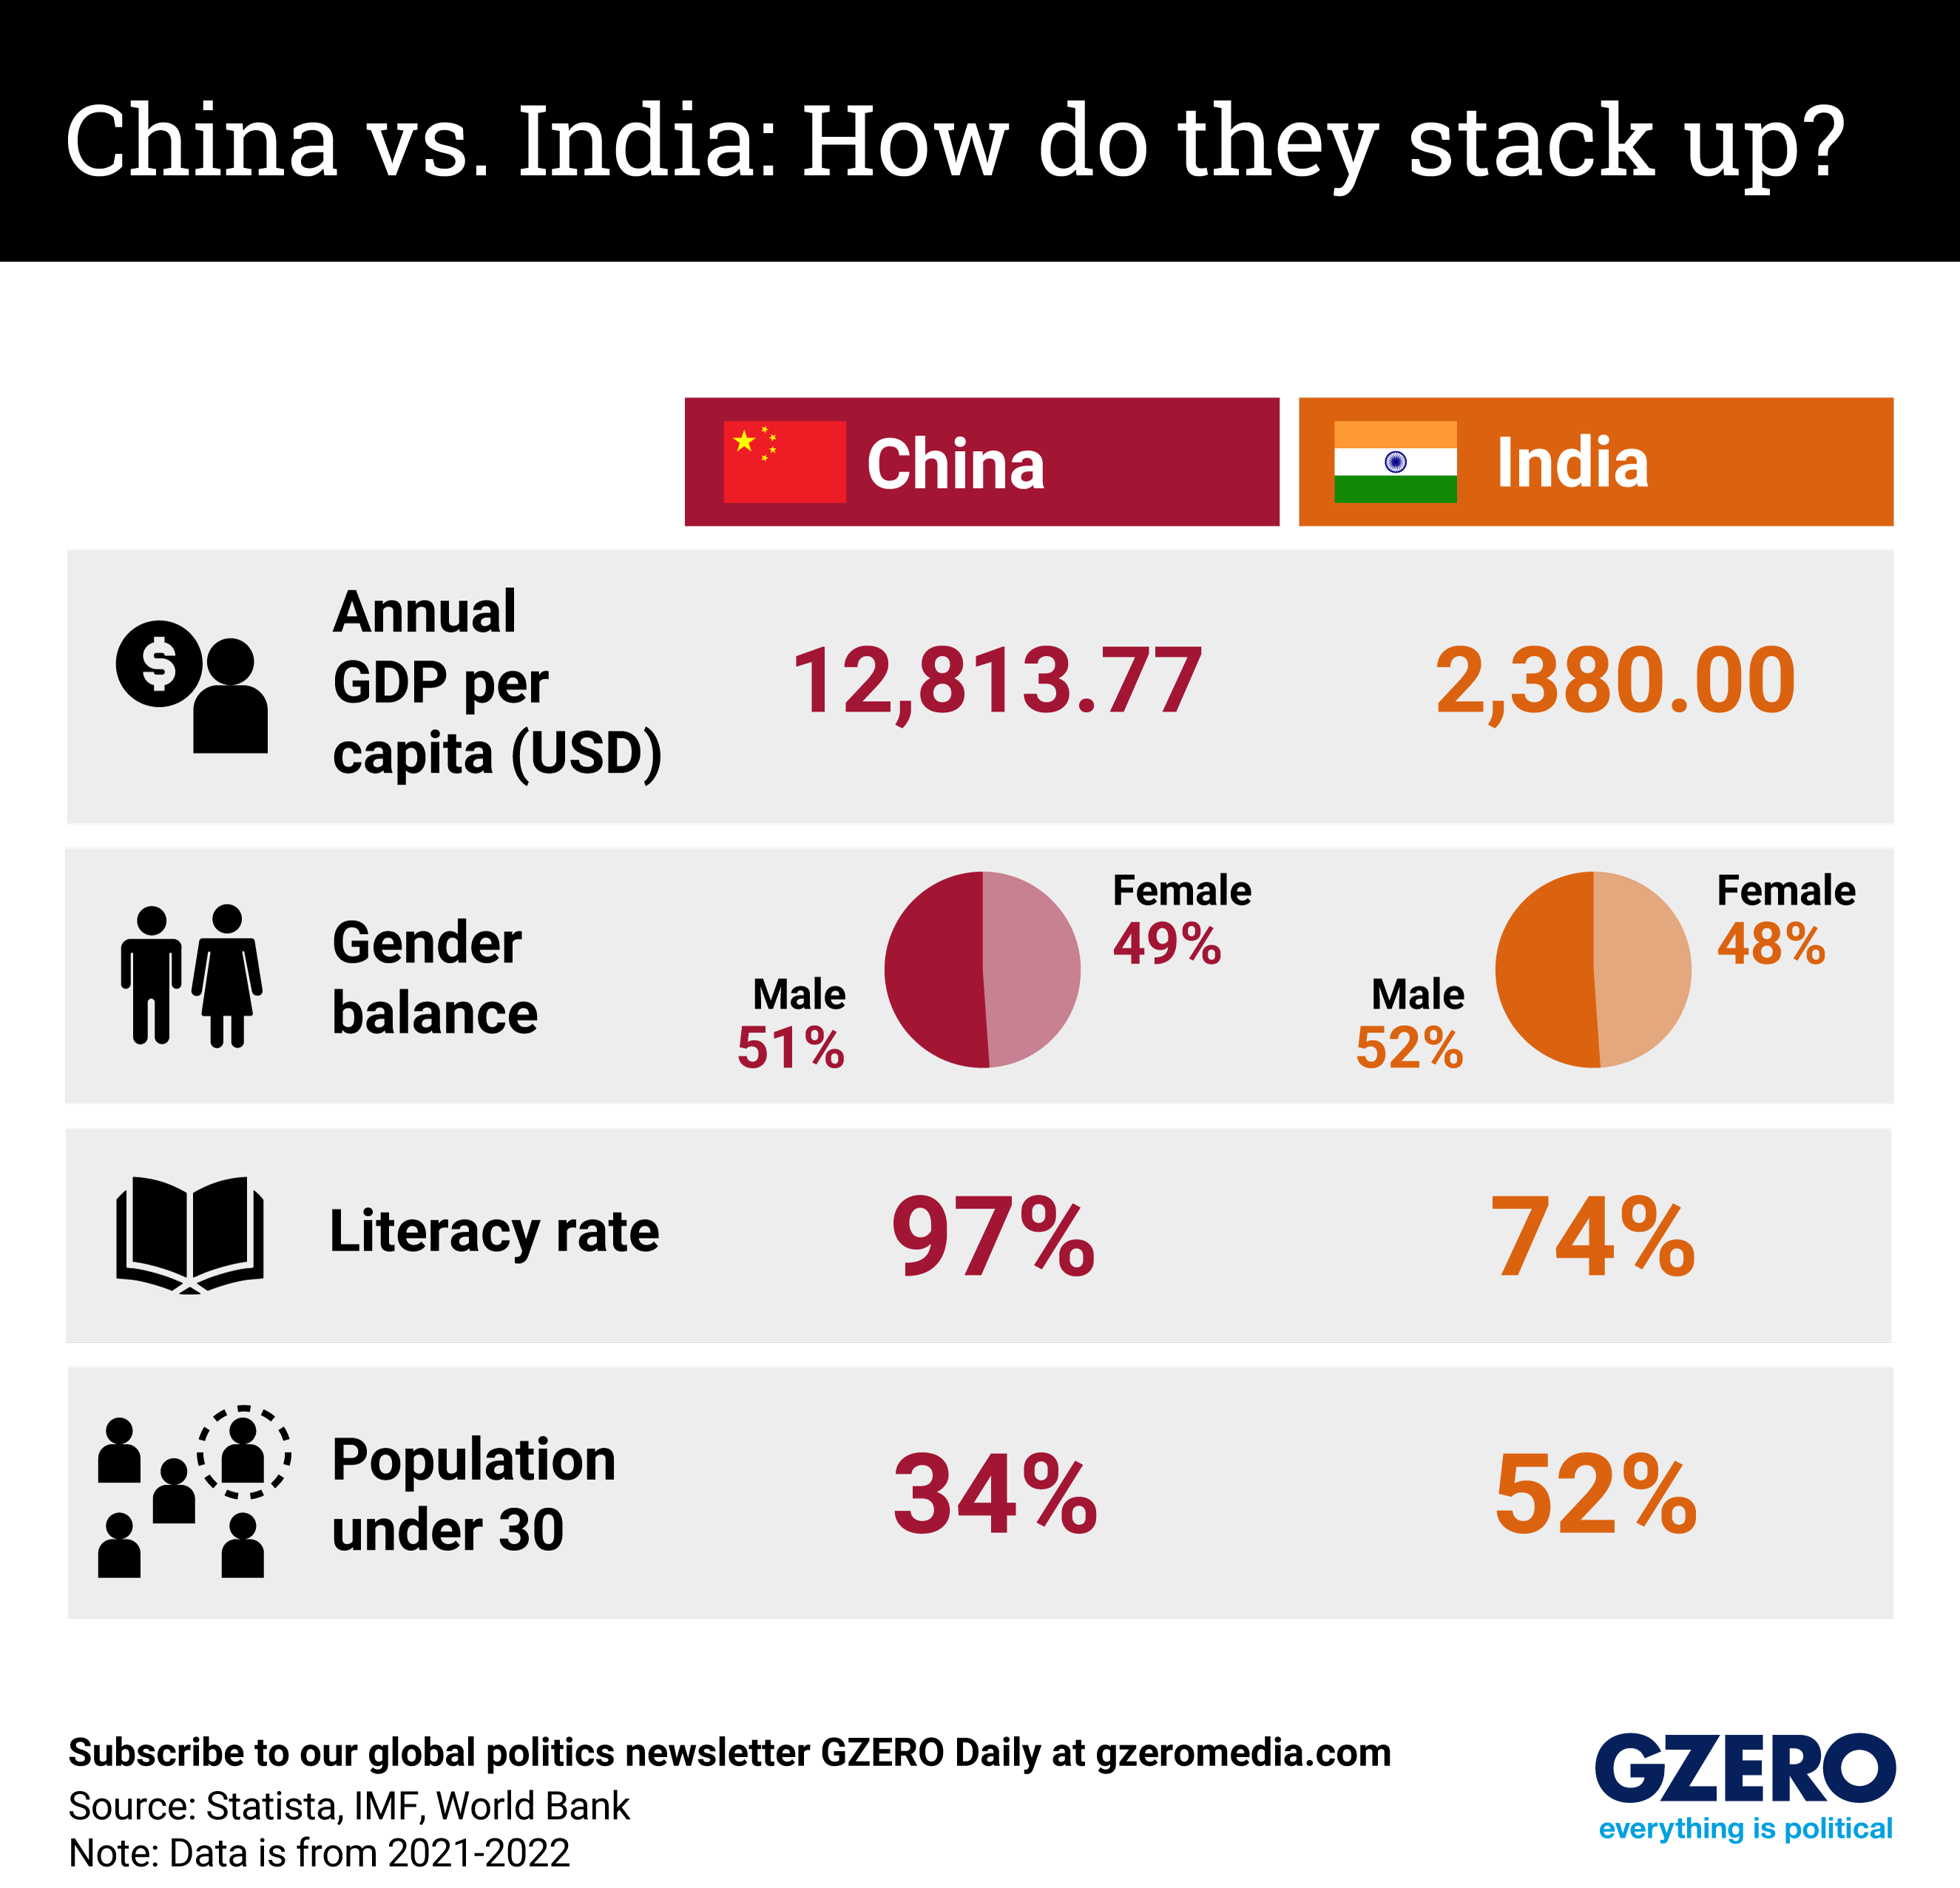 China vs. India: How do they stack up?
China
India
Annual
GDP per
capita (USD)
12,813.77
2,380.00
Gender
balance
Male
51%
Female
49%
Male
52%
Female
48%
Literacy rate
97%
74%
Population
under 30
34%
52%
Subscribe to our global politics newsletter GZERO Daily at gzeromedia.com
Source: Statista, IMF, World Bank
Note: Data is from 2021-2022
GZERO
everything is political